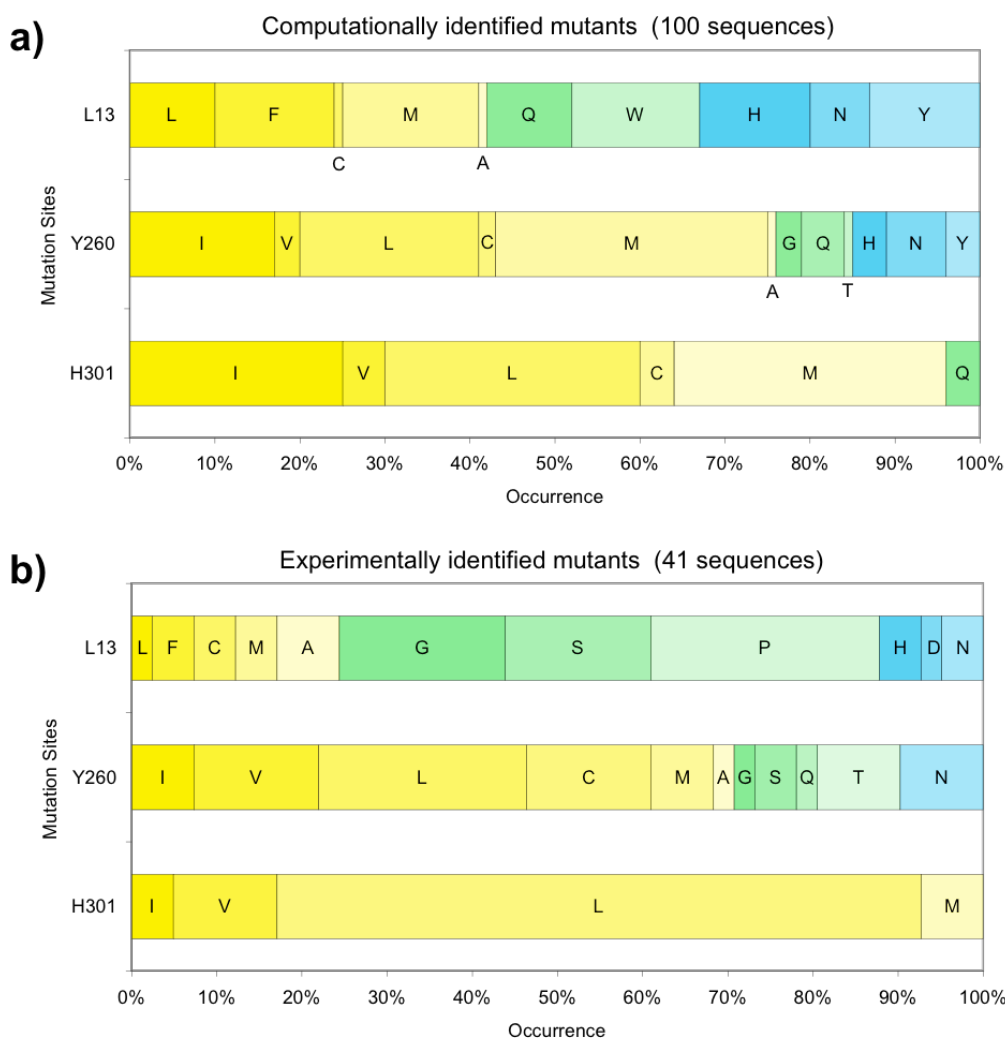 a)
Computationally identified mutants (100 sequences)
Mutation Sites
L13
L F M Q W H N Y
C A
Y260
I V L C M G Q H N Y
A T
H301
I V L C M Q
0% 10% 20% 30% 40% 50% 60% 70% 80% 90% 100%
Occurrence
b)
Experimentally identified mutants (41 sequences)
Mutation Sites
L13
L F C M A G S P H D N
Y260
I V L C M A G S Q T N
H301
I V L M
0% 10% 20% 30% 40% 50% 60% 70% 80% 90% 100%
Occurrence